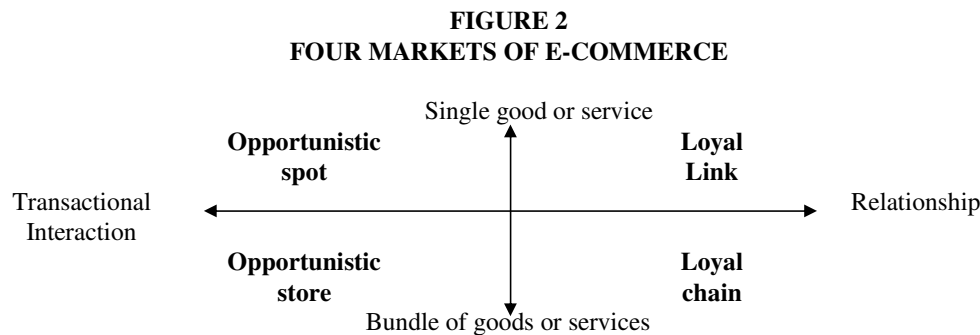 FIGURE 2
FOUR MARKETS OF E-COMMERCE
Single good or service
Opportunistic
spot
Loyal
Link
Transactional
Interaction
Relationship
Opportunistic
store
Loyal
chain
Bundle of goods or services